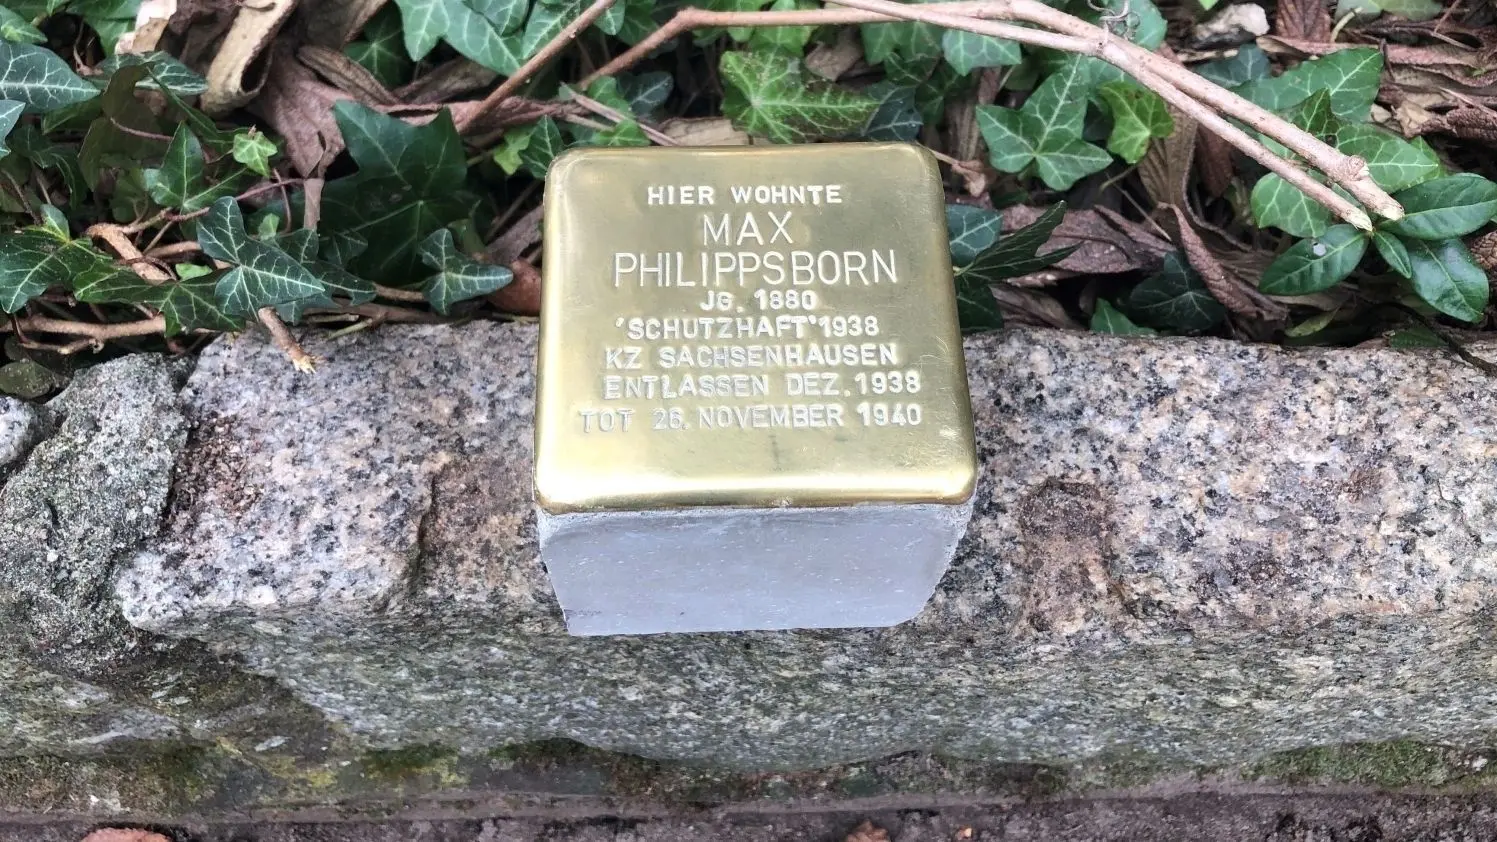 HIER WOHNTE
MAX
PHILIPPSBORN
JG. 1880
'SCHUTZHAFT' 1938
KZ SACHSENHAUSEN
ENTLASSEN DEZ. 1938
TOT 26. NOVEMBER 1940